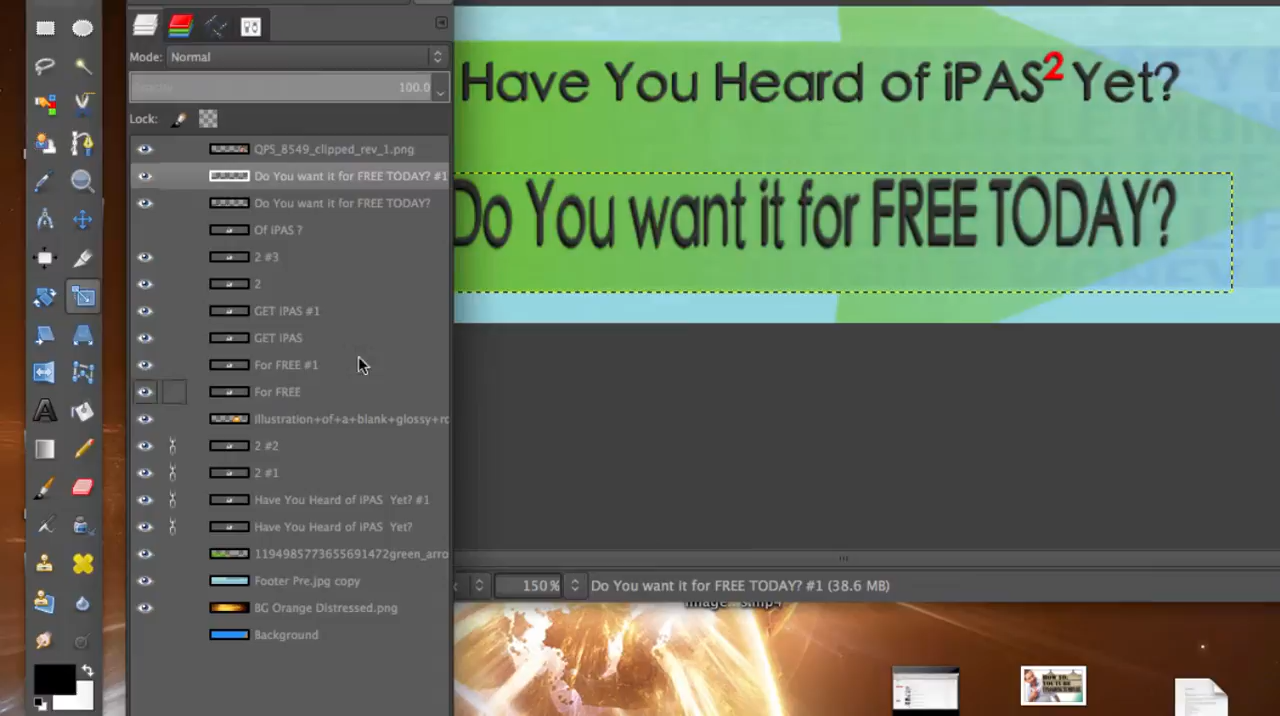 Mode: Normal
Opacity 100.0
Lock:
QPS_8549_clipped_rev_1.png
Do You want it for FREE TODAY? #1
Do You want it for FREE TODAY?
Of iPAS ?
2 #3
2
GET iPAS #1
GET iPAS
For FREE #1
For FREE
Illustration+of+a+blank+glossy+ro
2 #2
2 #1
Have You Heard of iPAS Yet? #1
Have You Heard of iPAS Yet?
1194985773655691472green_arro
Footer Pre.jpg copy
BG Orange Distressed.png
Background
Have You Heard of iPAS2 Yet?
Do You want it for FREE TODAY?
150% Do You want it for FREE TODAY? #1 (38.6 MB)